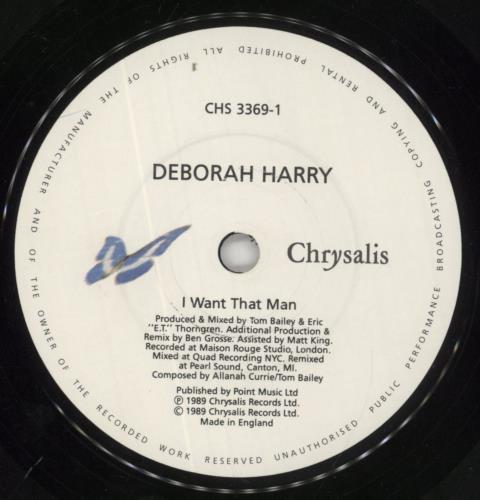 ALL RIGHTS OF THE MANUFACTURER AND OF THE OWNER OF THE RECORDED WORK RESERVED UNAUTHORISED PUBLIC PERFORMANCE BROADCASTING COPYING AND RENTAL PROHIBITED
CHS 3369-1
DEBORAH HARRY
Chrysalis
I Want That Man
Produced & Mixed by Tom Bailey & Eric
"E.T." Thorhgren. Additional Production &
Remix by Ben Grosse. Assisted by Matt King.
Recorded at Maison Rouge Studio, London.
Mixed at Quad Recording NYC. Remixed
at Pearl Sound, Canton, MI.
Composed by Allanah Currie/Tom Bailey
Published by Point Music Ltd
Ⓟ 1989 Chrysalis Records Ltd.
© 1989 Chrysalis Records Ltd.
Made in England